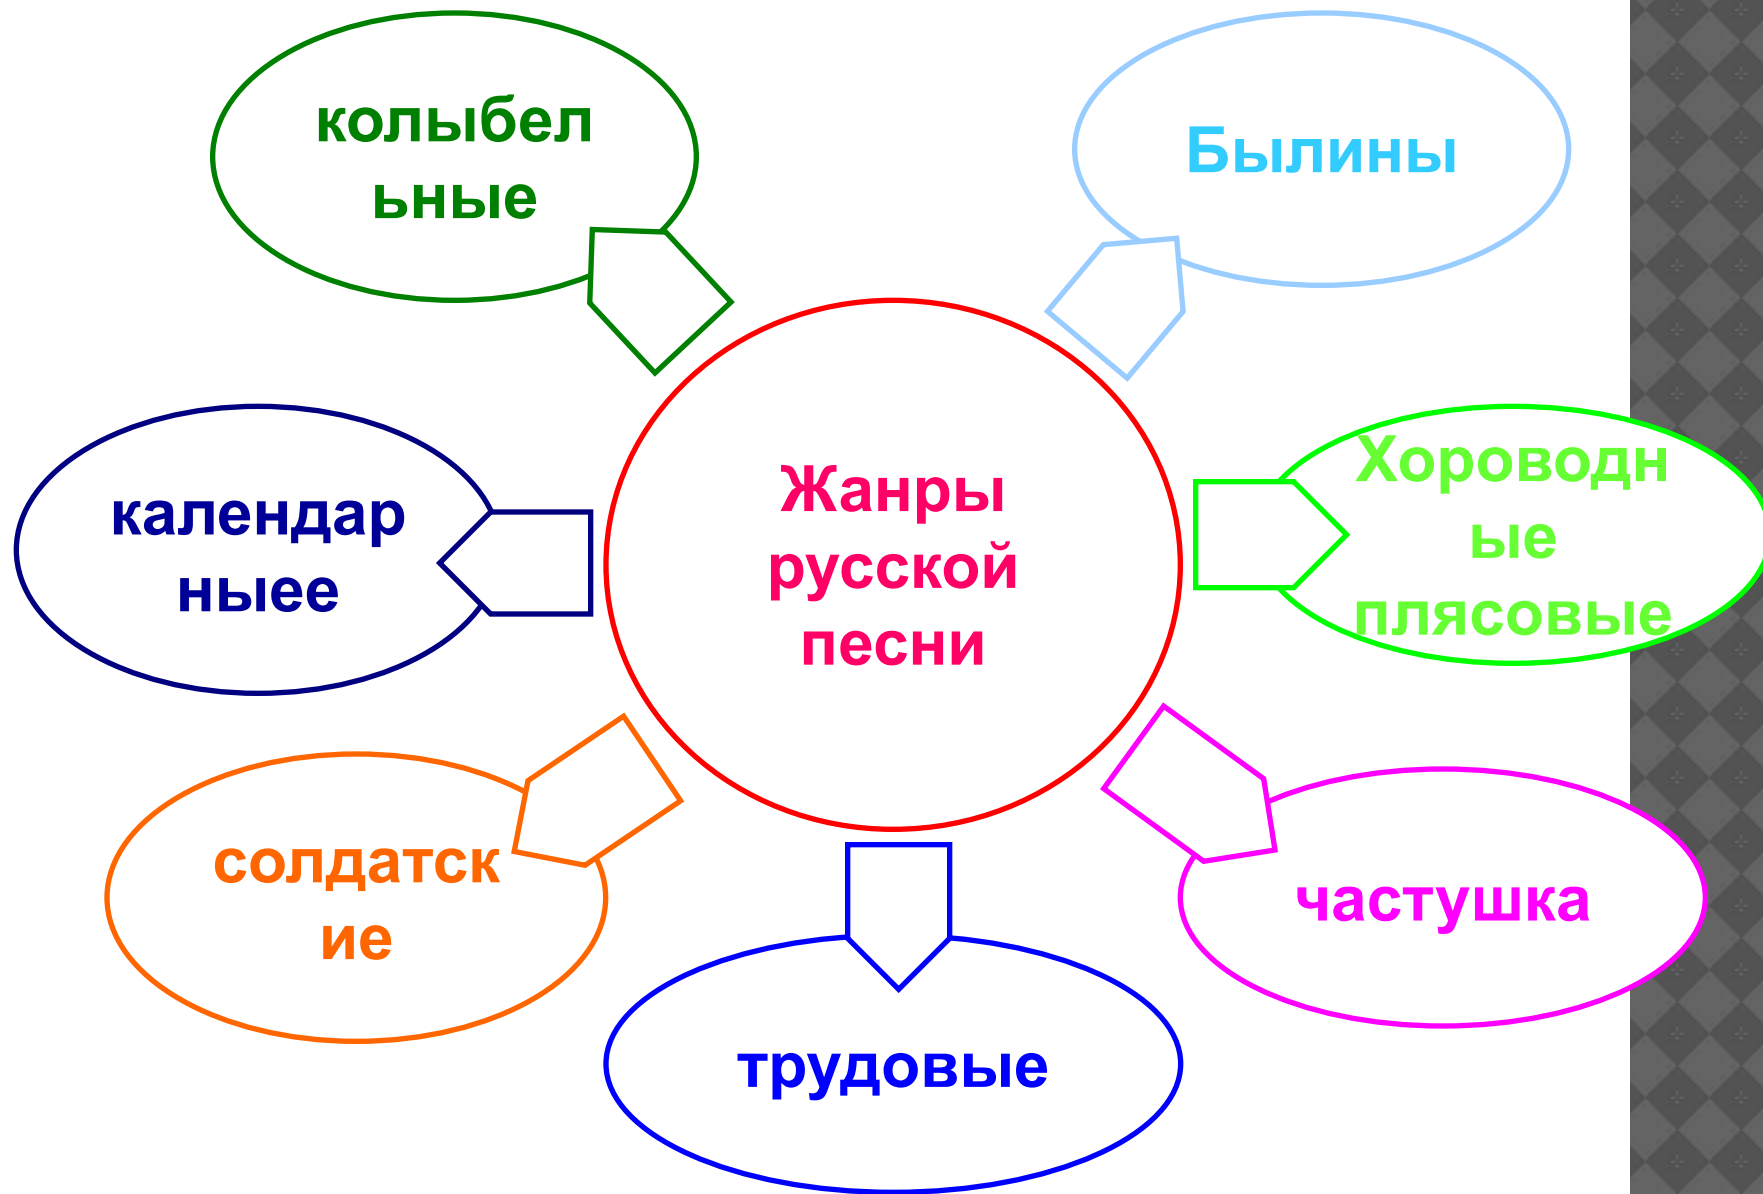 колыбел
ьные
Былины
Жанры
русской
песни
Хороводн
ые
плясовые
календар
ныее
солдатск
ие
частушка
трудовые